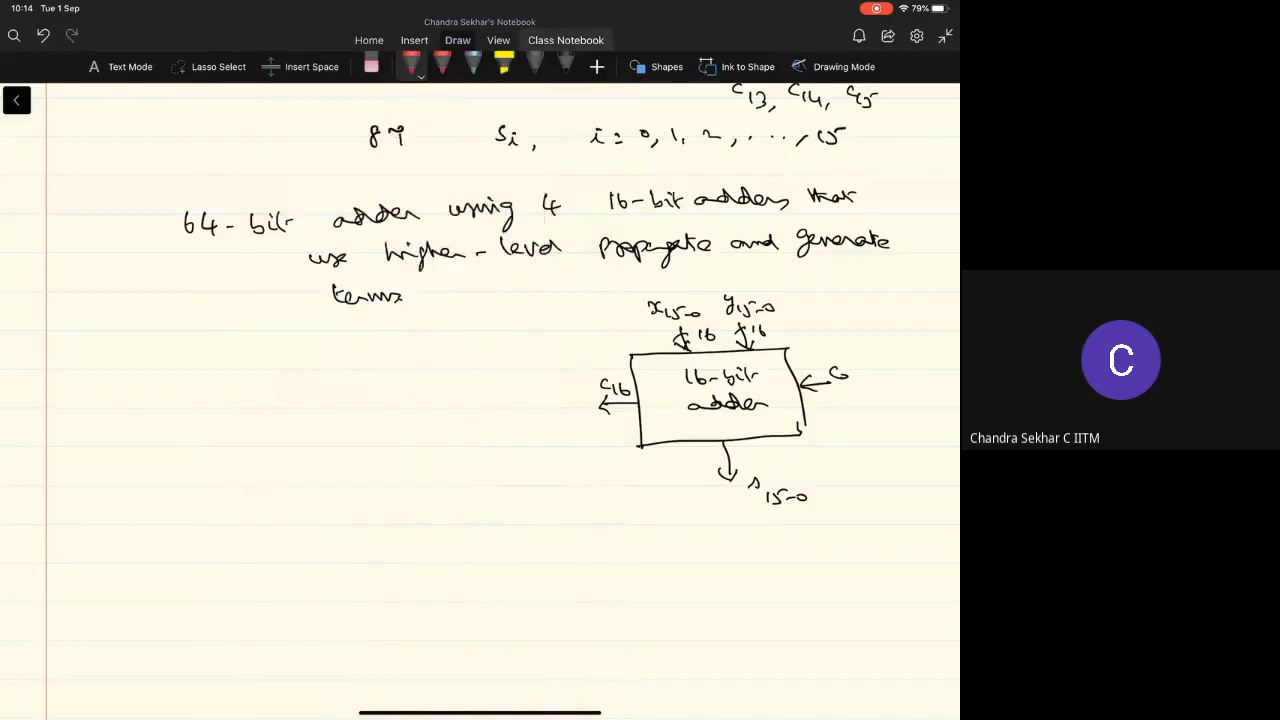 10:14 Tue 1 Sep
79%
Chandra Sekhar's Notebook
Home Insert Draw View Class Notebook
Text Mode Lasso Select Insert Space Shapes Ink to Shape Drawing Mode
C13, C14, C15
8τ si, i = 0, 1, 2, ..., 15
64-bit adder using 4 16-bit adders that
use higher-level propagate and generate
terms
x15-0 y15-0
16 16
C16 16-bit adder C0
s15-0
C
Chandra Sekhar C IITM